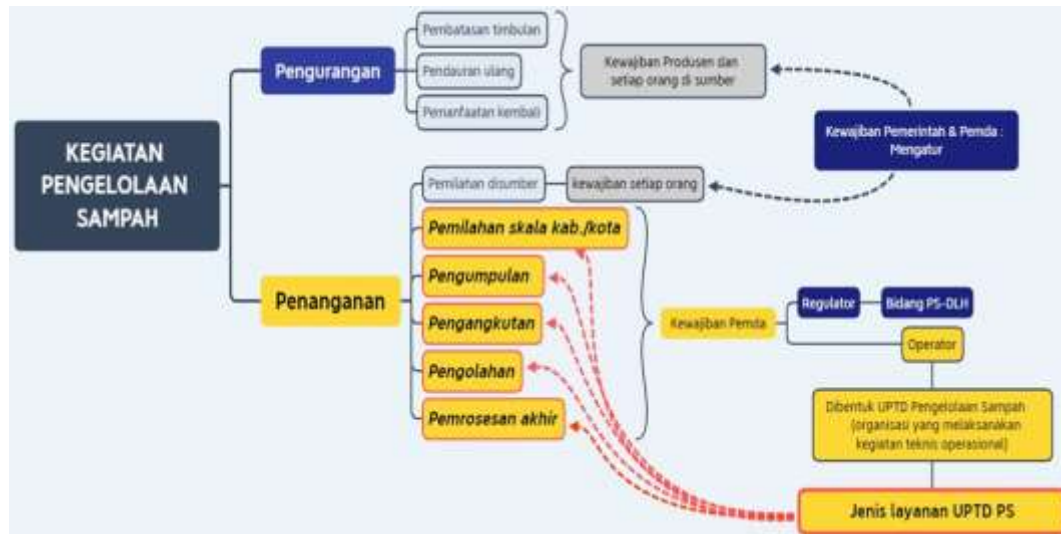 Pembatasan timbulan
Pengurangan
Pendauran ulang
Pemanfaatan kembali
Kewajiban Produsen dan
setiap orang di sumber
Kewajiban Pemerintah & Pemda :
Mengatur
KEGIATAN
PENGELOLAAN
SAMPAH
Pemilahan disumber
kewajiban setiap orang
Pemilahan skala kab./kota
Pengumpulan
Penanganan
Pengangkutan
Pengolahan
Pemrosesan akhir
Kewajiban Pemda
Regulator
Bidang PS-DLH
Operator
Dibentuk UPTD Pengelolaan Sampah
(organisasi yang melaksanakan
kegiatan teknis operasional)
Jenis layanan UPTD PS